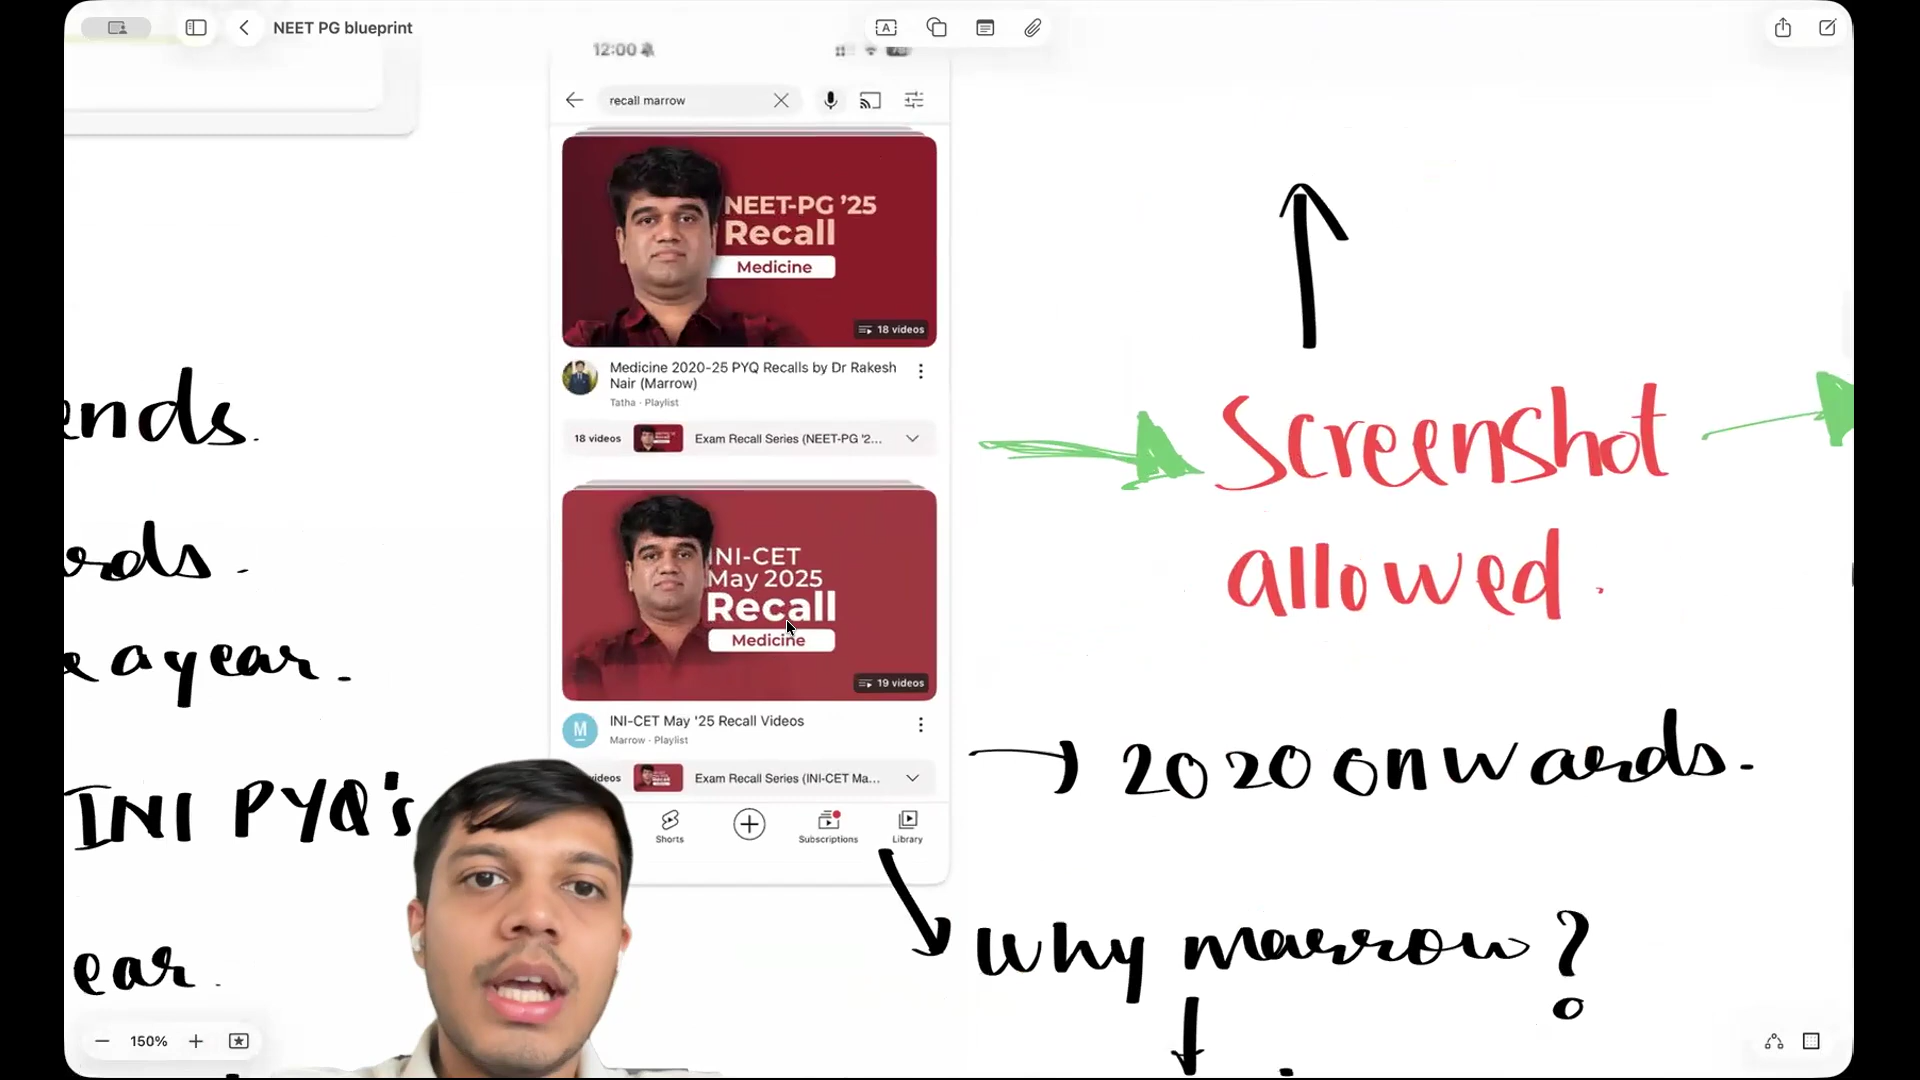 NEET PG blueprint
12:00
recall marrow
NEET-PG ’25
Recall
Medicine
18 videos
Medicine 2020-25 PYQ Recalls by Dr Rakesh
Nair (Marrow)
Tatha · Playlist
18 videos
Exam Recall Series (NEET-PG '2...
INI-CET
May 2025
Recall
Medicine
19 videos
M
INI-CET May '25 Recall Videos
Marrow · Playlist
videos
Exam Recall Series (INI-CET Ma...
Shorts
Subscriptions
Library
ends.
rds.
a year.
INI PYQ's
ear.
Screenshot
allowed.
2020 onwards.
Why marrow?
150%